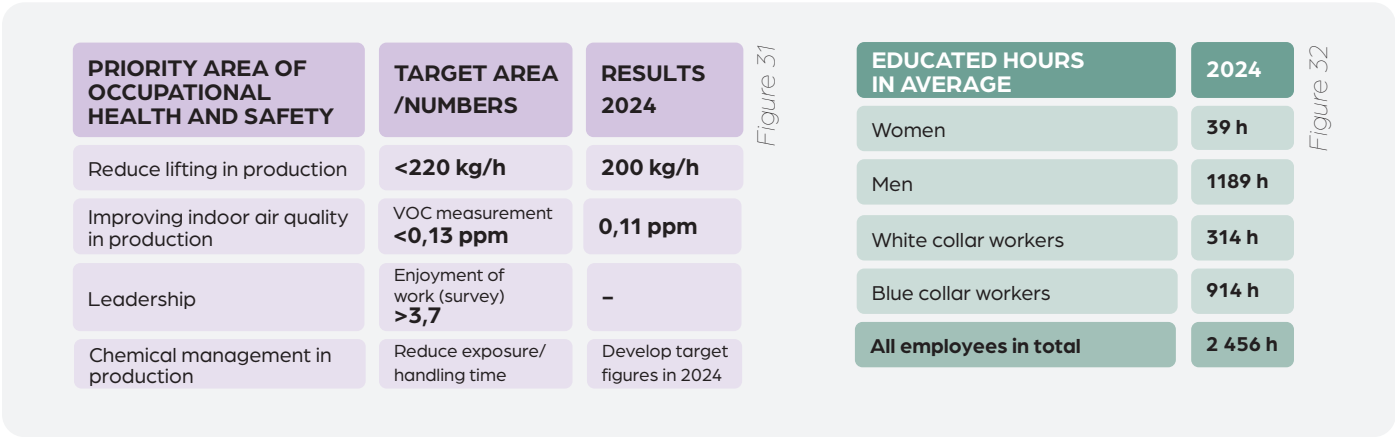 PRIORITY AREA OF
OCCUPATIONAL
HEALTH AND SAFETY
TARGET AREA
/NUMBERS
RESULTS
2024
Figure 31
Reduce lifting in production
<220 kg/h
200 kg/h
Improving indoor air quality
in production
VOC measurement
<0,13 ppm
0,11 ppm
Leadership
Enjoyment of
work (survey)
>3,7
–
Chemical management in
production
Reduce exposure/
handling time
Develop target
figures in 2024
EDUCATED HOURS
IN AVERAGE
2024
Figure 32
Women
39 h
Men
1189 h
White collar workers
314 h
Blue collar workers
914 h
All employees in total
2 456 h